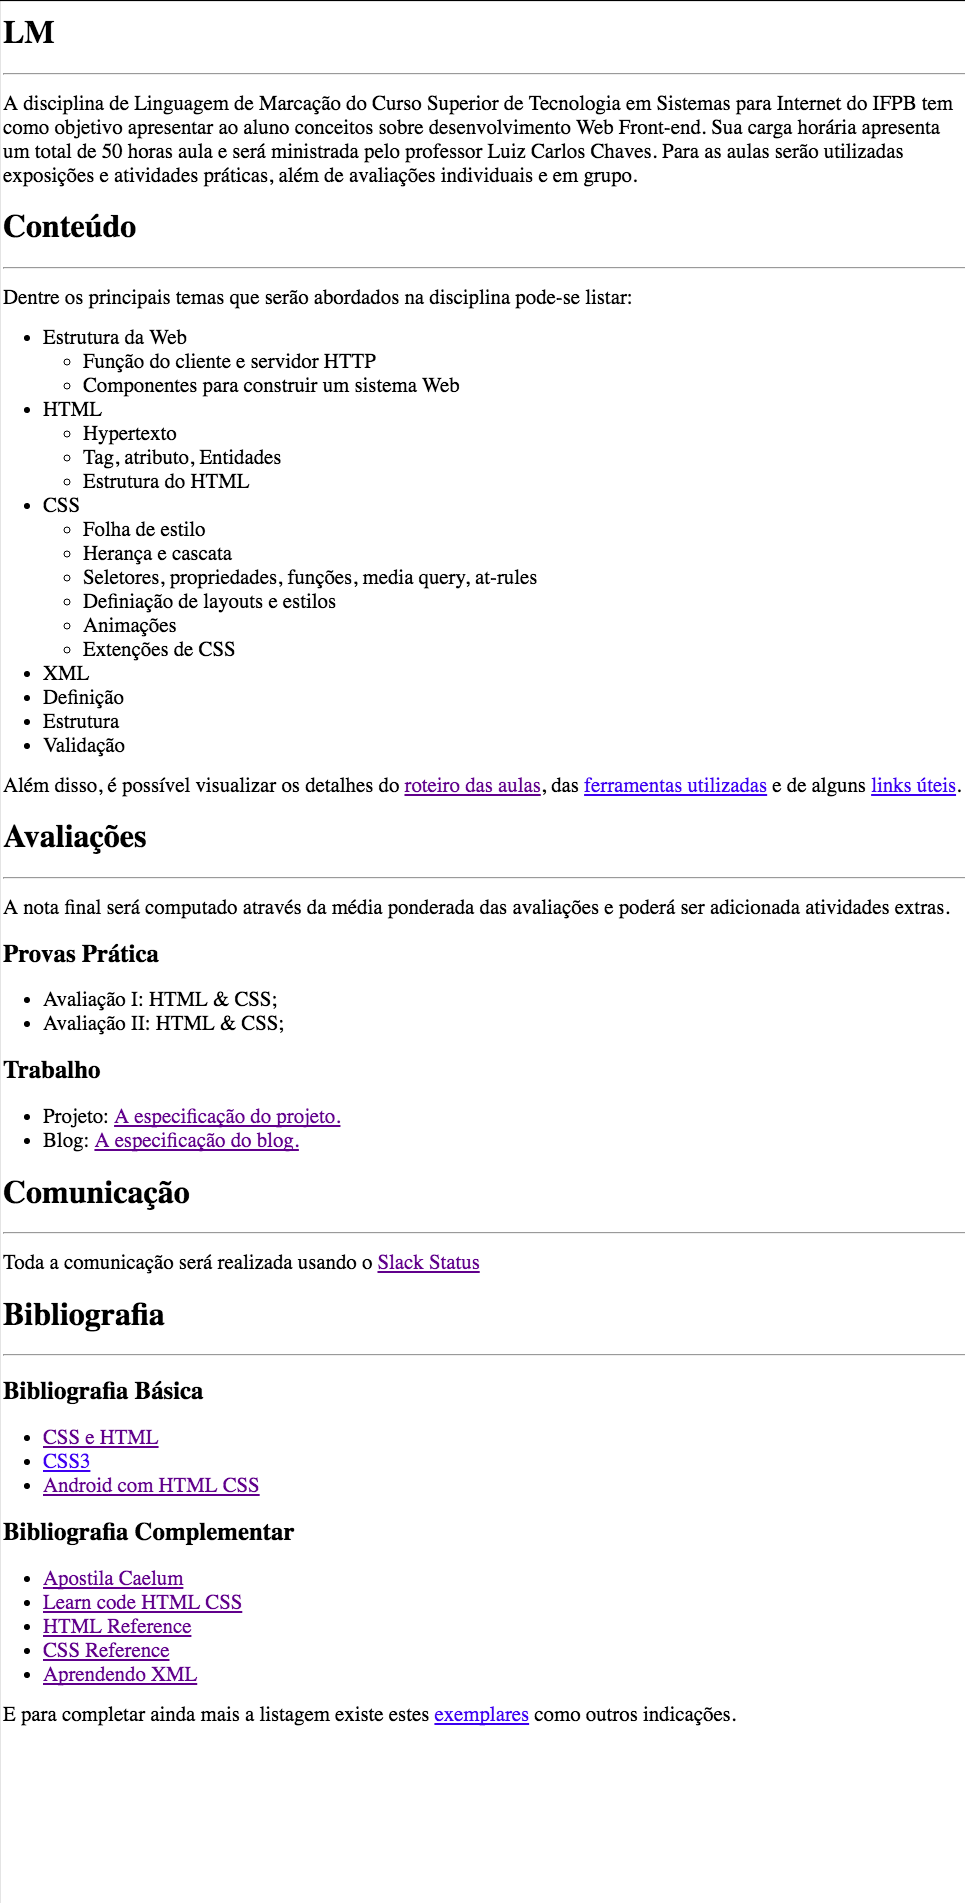 LM
A disciplina de Linguagem de Marcação do Curso Superior de Tecnologia em Sistemas para Internet do IFPB tem
como objetivo apresentar ao aluno conceitos sobre desenvolvimento Web Front-end. Sua carga horária apresenta
um total de 50 horas aula e será ministrada pelo professor Luiz Carlos Chaves. Para as aulas serão utilizadas
exposições e atividades práticas, além de avaliações individuais e em grupo.
Conteúdo
Dentre os principais temas que serão abordados na disciplina pode-se listar:
• Estrutura da Web
◦ Função do cliente e servidor HTTP
◦ Componentes para construir um sistema Web
• HTML
◦ Hypertexto
◦ Tag, atributo, Entidades
◦ Estrutura do HTML
• CSS
◦ Folha de estilo
◦ Herança e cascata
◦ Seletores, propriedades, funções, media query, at-rules
◦ Definiação de layouts e estilos
◦ Animações
◦ Extenções de CSS
• XML
• Definição
• Estrutura
• Validação
Além disso, é possível visualizar os detalhes do roteiro das aulas, das ferramentas utilizadas e de alguns links úteis.
Avaliações
A nota final será computado através da média ponderada das avaliações e poderá ser adicionada atividades extras.
Provas Prática
• Avaliação I: HTML & CSS;
• Avaliação II: HTML & CSS;
Trabalho
• Projeto: A especificação do projeto.
• Blog: A especificação do blog.
Comunicação
Toda a comunicação será realizada usando o Slack Status
Bibliografia
Bibliografia Básica
• CSS e HTML
• CSS3
• Android com HTML CSS
Bibliografia Complementar
• Apostila Caelum
• Learn code HTML CSS
• HTML Reference
• CSS Reference
• Aprendendo XML
E para completar ainda mais a listagem existe estes exemplares como outros indicações.